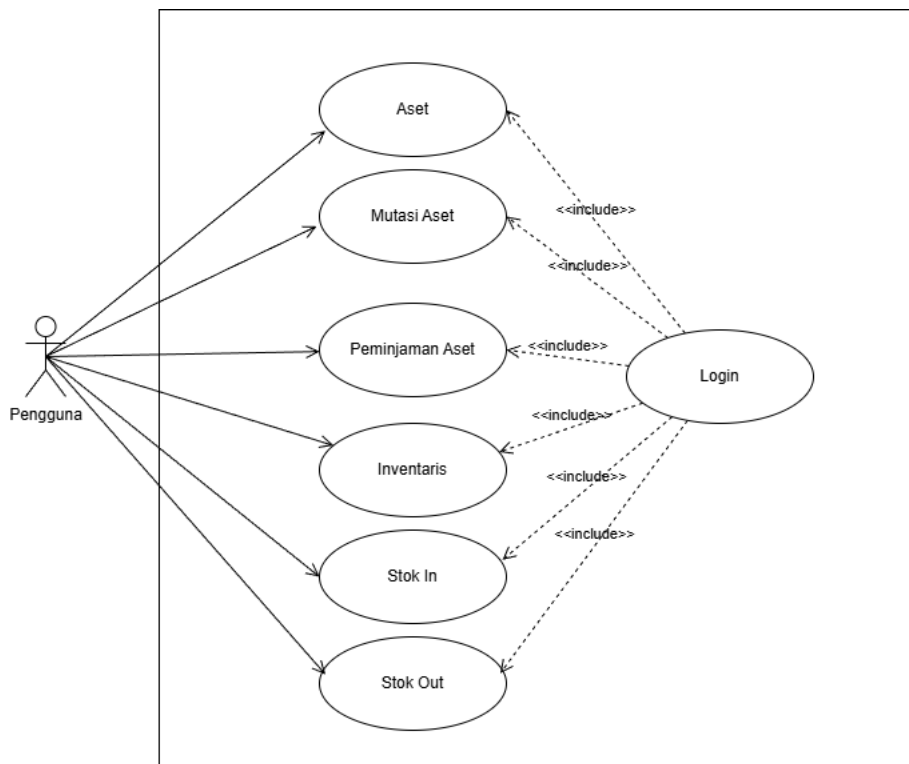 Aset
<<include>>
Mutasi Aset
<<include>>
Peminjaman Aset
<<include>>
Login
Pengguna
<<include>>
Inventaris
<<include>>
<<include>>
Stok In
Stok Out